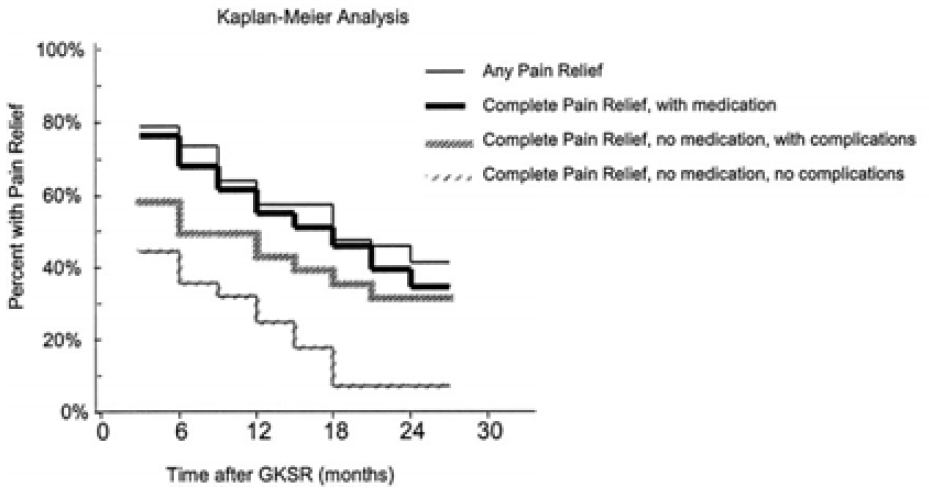 Kaplan-Meier Analysis
100%
80%
60%
40%
20%
0%
Percent with Pain Relief
Any Pain Relief
Complete Pain Relief, with medication
Complete Pain Relief, no medication, with complications
Complete Pain Relief, no medication, no complications
0 6 12 18 24 30
Time after GKSR (months)